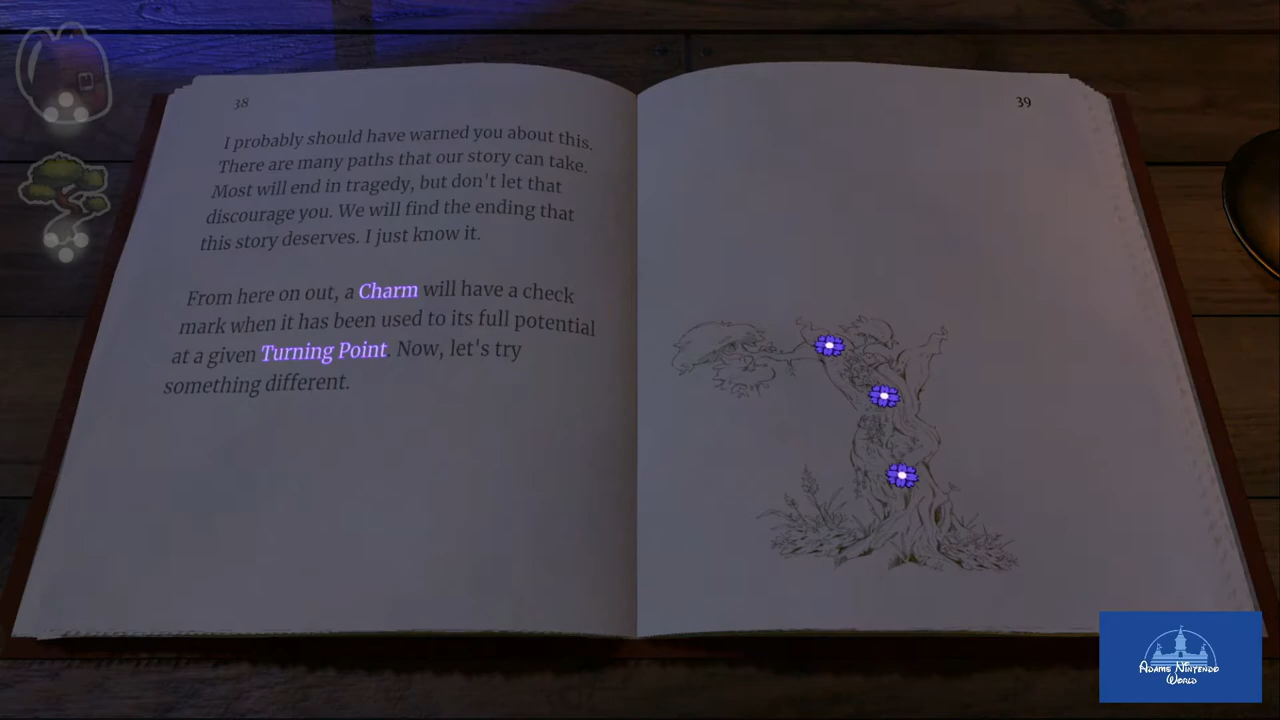 38
I probably should have warned you about this.
There are many paths that our story can take.
Most will end in tragedy, but don't let that
discourage you. We will find the ending that
this story deserves. I just know it.
From here on out, a Charm will have a check
mark when it has been used to its full potential
at a given Turning Point. Now, let's try
something different.
39
Adams Nintendo
World